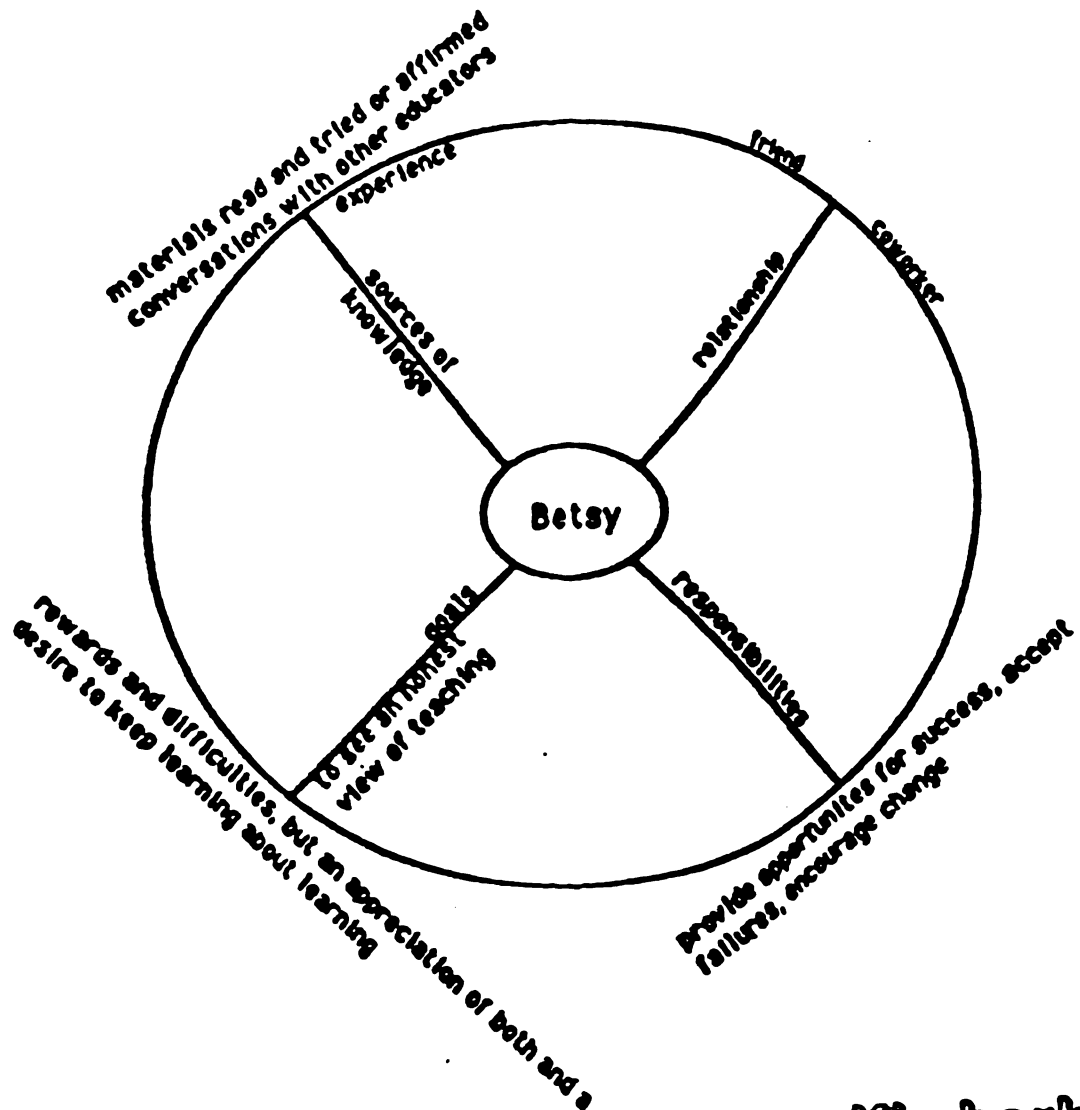 materials read and tried or affirmed
conversations with other educators
experience
friend
coworker
sources of
knowledge
relationship
Betsy
goals
to see an honest
view of teaching
responsibilities
rewards and difficulties, but an appreciation of both and a
desire to keep learning about learning
provide opportunites for success, accept
failures, encourage change